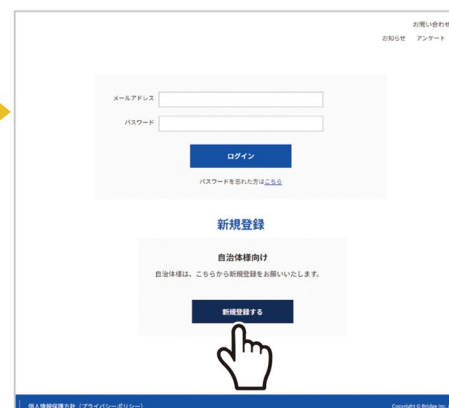 お問い合わせ
お知らせ アンケート
メールアドレス
パスワード
ログイン
パスワードを忘れた方はこちら
新規登録
自治体様向け
自治体様は、こちらから新規登録をお願いいたします。
新規登録する
個人情報保護方針（プライバシーポリシー）
Copyright © Bridge Inc.